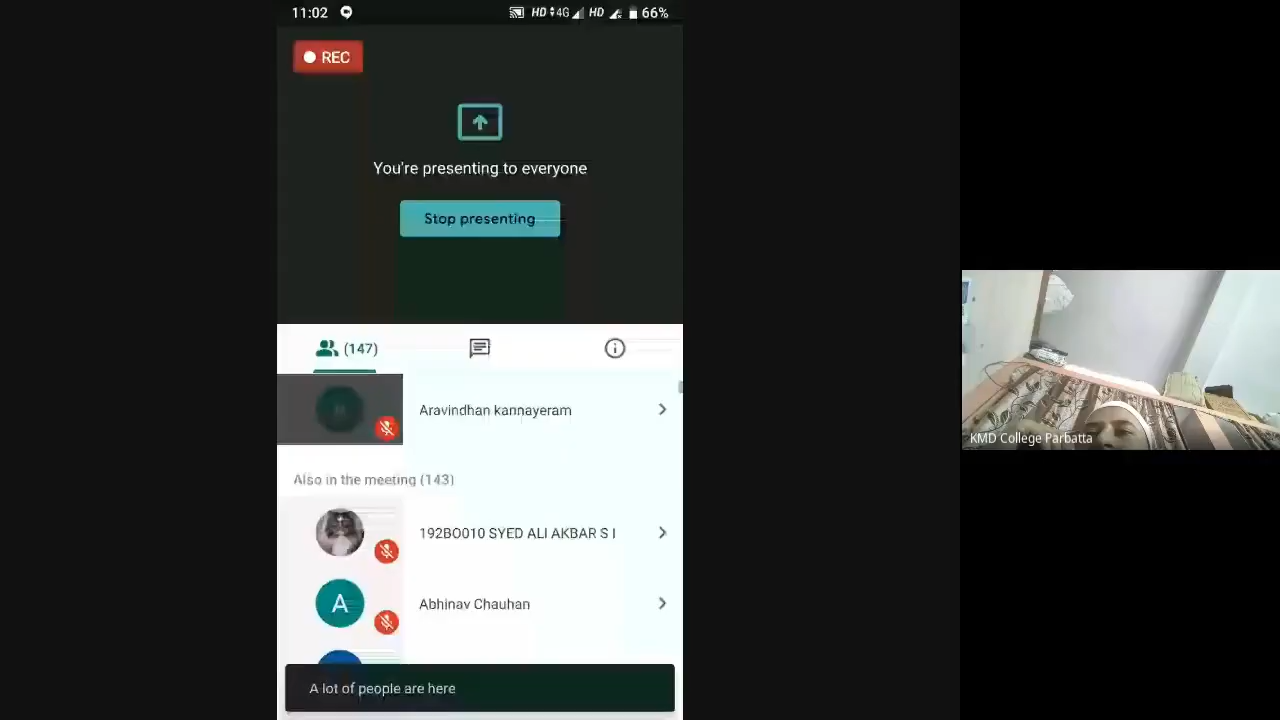 11:02 HD 4G HD 66%
REC
You're presenting to everyone
Stop presenting
(147)
Aravindhan kannayeram
Also in the meeting (143)
192BO010 SYED ALI AKBAR S I
Abhinav Chauhan
A
A lot of people are here
KMD College Parbatta